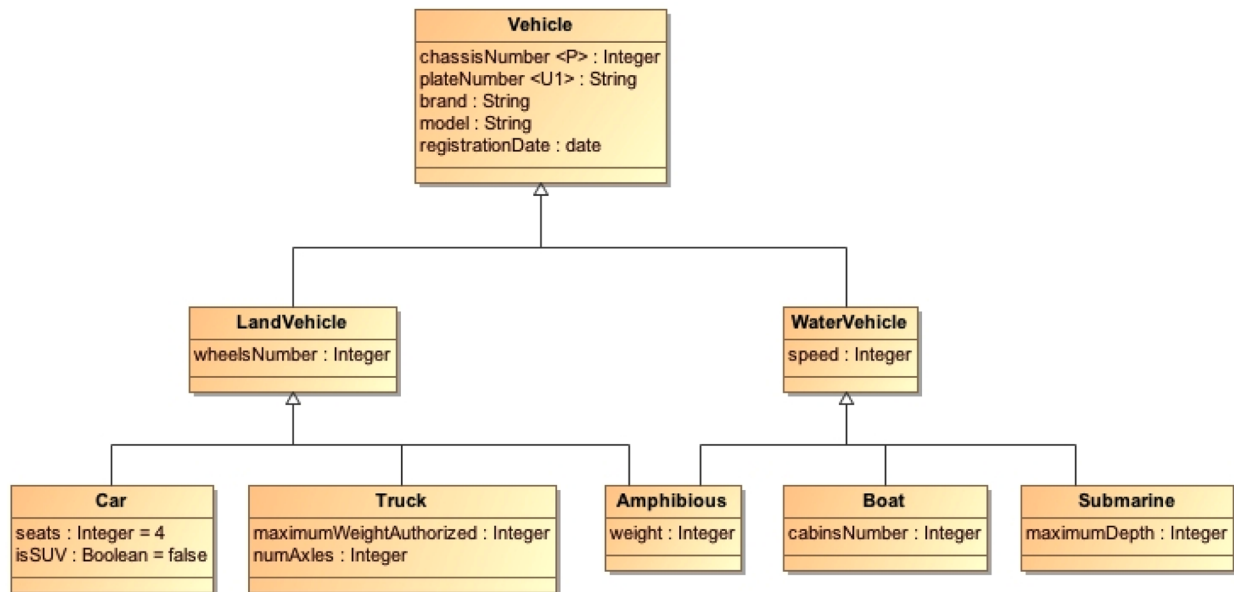 Vehicle
chassisNumber <P> : Integer
plateNumber <U1> : String
brand : String
model : String
registrationDate : date
LandVehicle
wheelsNumber : Integer
WaterVehicle
speed : Integer
Car
seats : Integer = 4
isSUV : Boolean = false
Truck
maximumWeightAuthorized : Integer
numAxles : Integer
Amphibious
weight : Integer
Boat
cabinsNumber : Integer
Submarine
maximumDepth : Integer